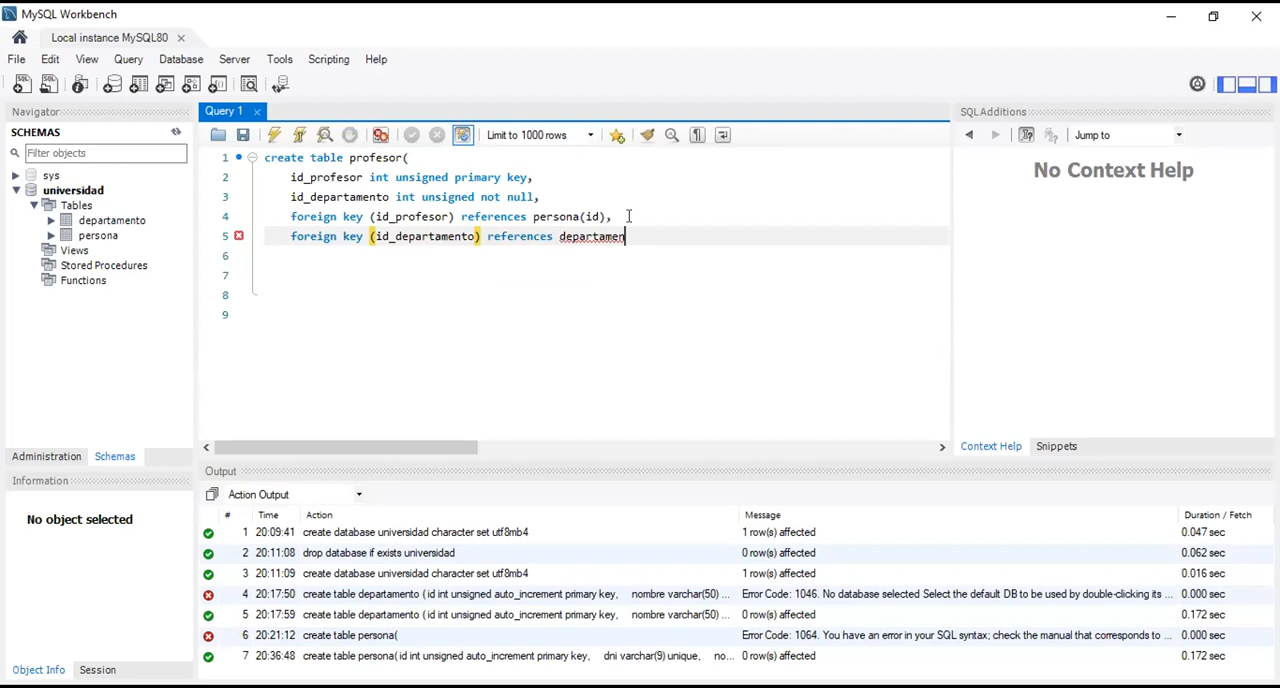 MySQL Workbench
Local instance MySQL80
File Edit View Query Database Server Tools Scripting Help
Navigator
SCHEMAS
Filter objects
sys
universidad
Tables
departamento
persona
Views
Stored Procedures
Functions
Administration Schemas
Information
No object selected
Object Info Session
Query 1
Limit to 1000 rows
1 create table profesor(
2 id_profesor int unsigned primary key,
3 id_departamento int unsigned not null,
4 foreign key (id_profesor) references persona(id),
5 foreign key (id_departamento) references departamen
6
7
8
9
SQLAdditions
Jump to
No Context Help
Context Help Snippets
Output
Action Output
# Time Action Message Duration / Fetch
1 20:09:41 create database universidad character set utf8mb4 1 row(s) affected 0.047 sec
2 20:11:08 drop database if exists universidad 0 row(s) affected 0.062 sec
3 20:11:09 create database universidad character set utf8mb4 1 row(s) affected 0.016 sec
4 20:17:50 create table departamento ( id int unsigned auto_increment primary key, nombre varchar(50) ... Error Code: 1046. No database selected Select the default DB to be used by double-clicking its ... 0.000 sec
5 20:17:59 create table departamento ( id int unsigned auto_increment primary key, nombre varchar(50) ... 0 row(s) affected 0.172 sec
6 20:21:12 create table persona( Error Code: 1064. You have an error in your SQL syntax; check the manual that corresponds to ... 0.000 sec
7 20:36:48 create table persona( id int unsigned auto_increment primary key, dni varchar(9) unique, no... 0 row(s) affected 0.172 sec